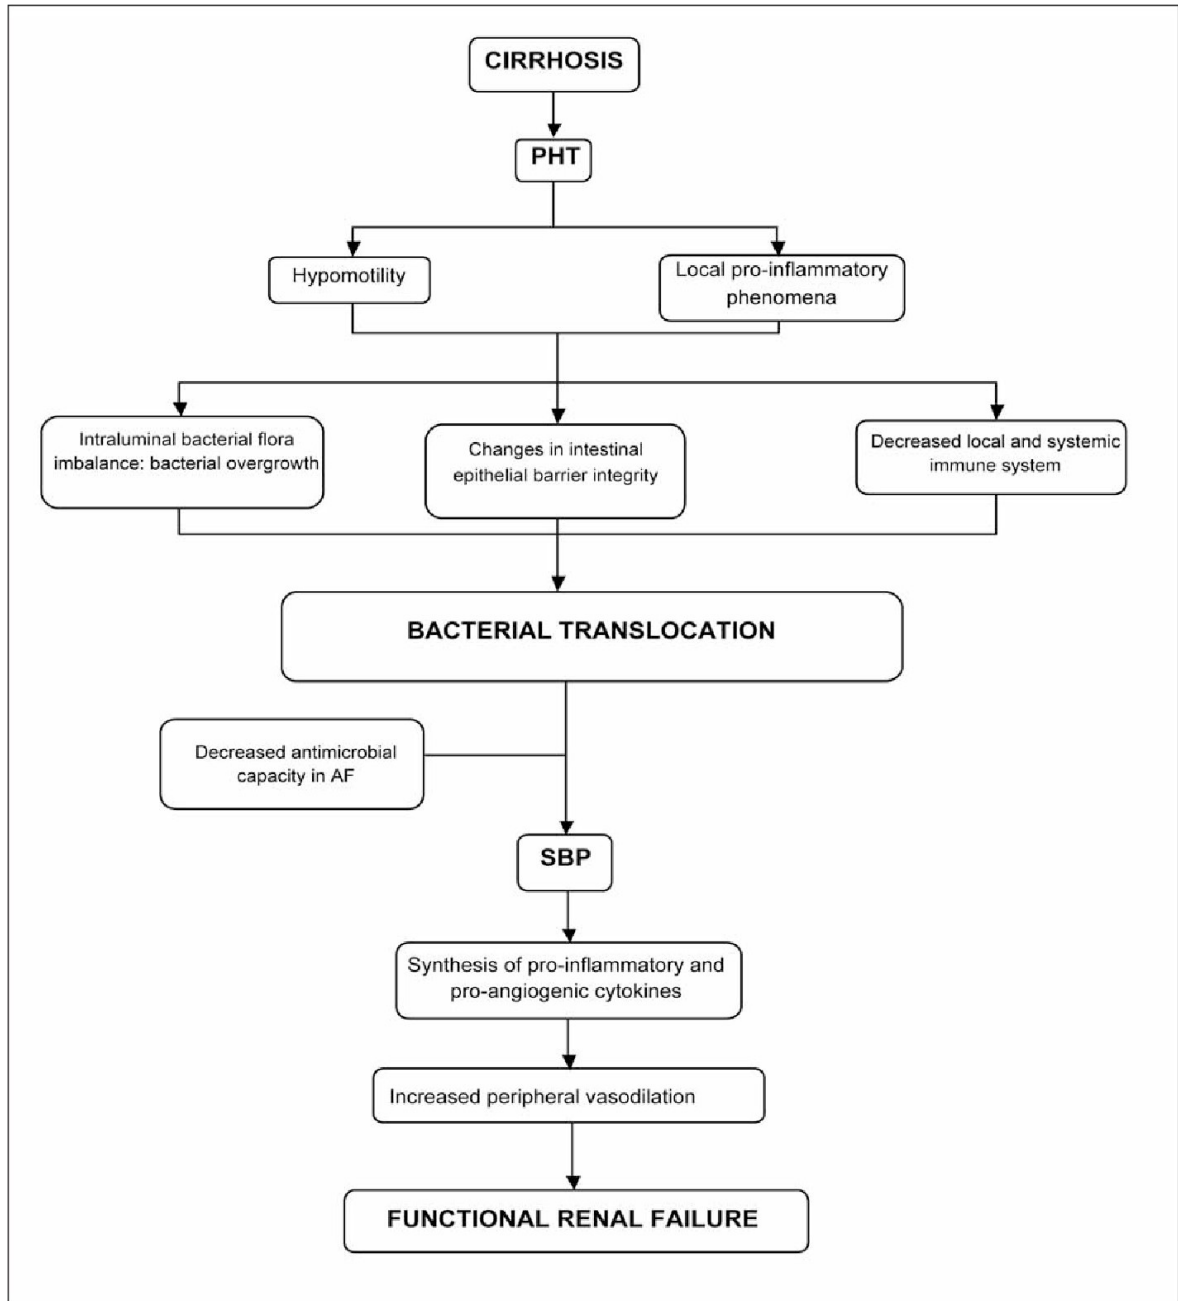 CIRRHOSIS
PHT
Hypomotility
Local pro-inflammatory
phenomena
Intraluminal bacterial flora
imbalance: bacterial overgrowth
Changes in intestinal
epithelial barrier integrity
Decreased local and systemic
immune system
BACTERIAL TRANSLOCATION
Decreased antimicrobial
capacity in AF
SBP
Synthesis of pro-inflammatory and
pro-angiogenic cytokines
Increased peripheral vasodilation
FUNCTIONAL RENAL FAILURE